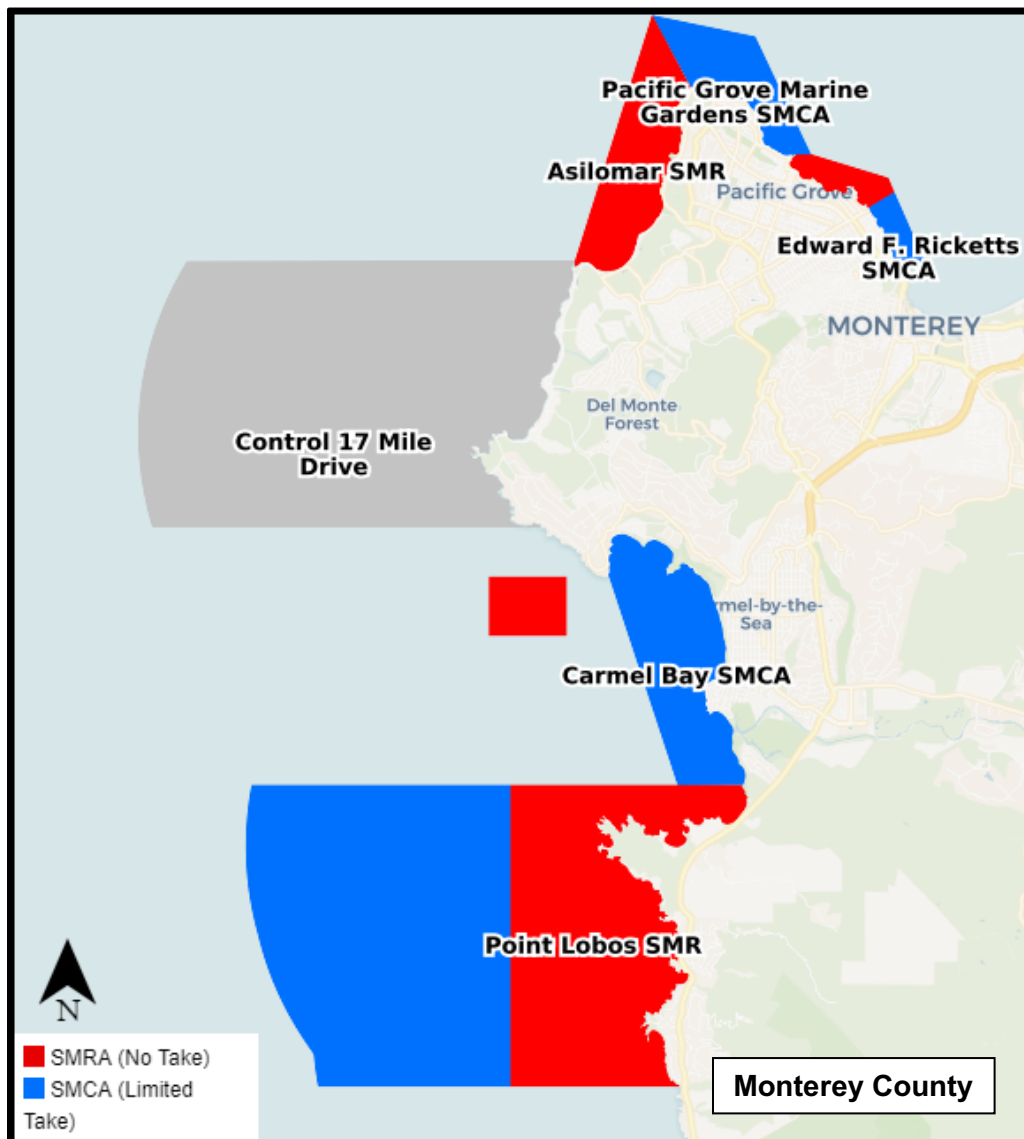 Pacific Grove Marine
Gardens SMCA
Asilomar SMR
Pacific Grove
Edward F. Ricketts
SMCA
MONTEREY
Del Monte
Forest
Control 17 Mile
Drive
rmel-by-the-
Sea
Carmel Bay SMCA
Point Lobos SMR
N
SMRA (No Take)
SMCA (Limited
Take)
Monterey County